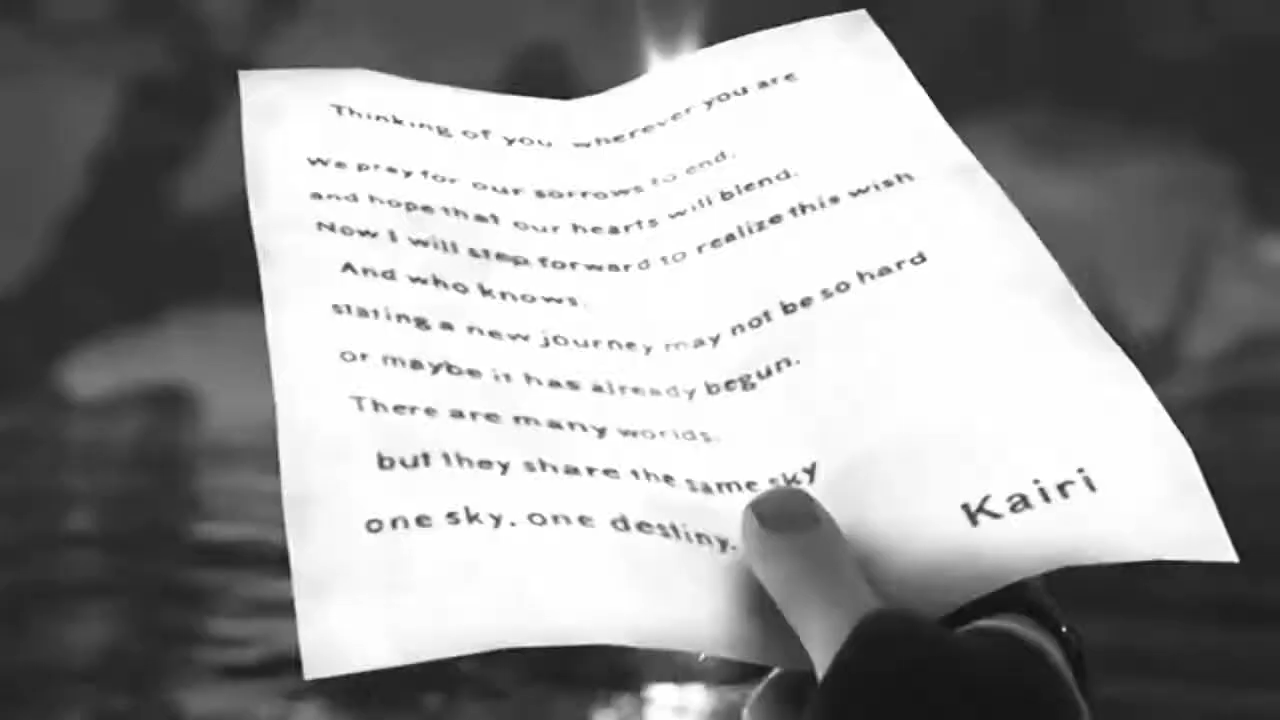 Thinking of you wherever you are
We pray for our sorrows to end,
and hope that our hearts will blend.
Now I will step forward to realize this wish
And who knows,
stating a new journey may not be so hard
or maybe it has already begun.
There are many worlds,
but they share the same sky
one sky, one destiny.
Kairi